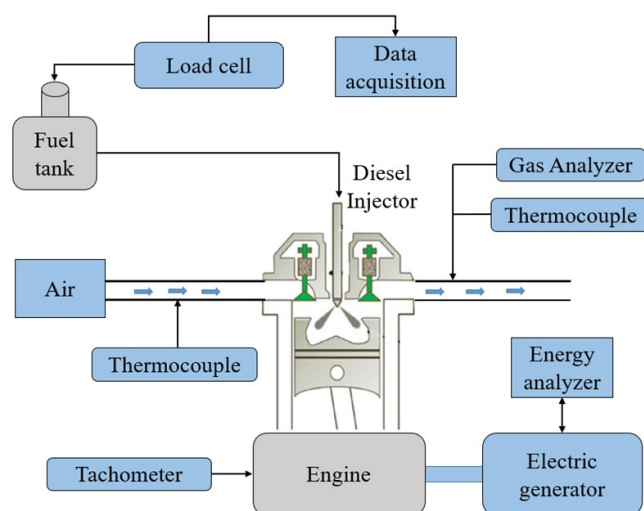 Load cell
Data
acquisition
Fuel
tank
Diesel
Injector
Gas Analyzer
Thermocouple
Air
Thermocouple
Energy
analyzer
Tachometer
Engine
Electric
generator